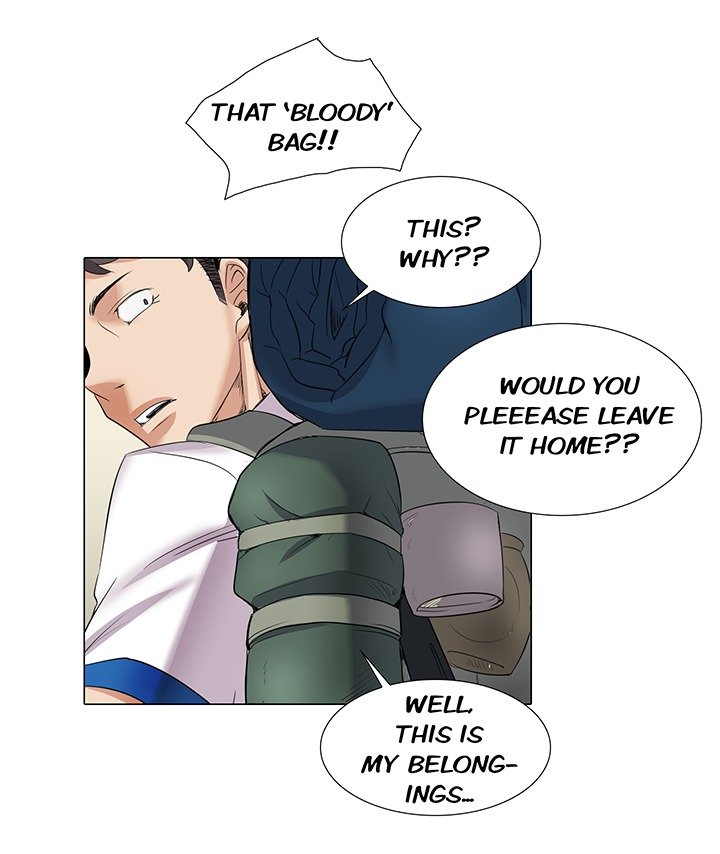 THAT ‘BLOODY’
BAG!!
THIS?
WHY??
WOULD YOU
PLEEEASE LEAVE
IT HOME??
WELL,
THIS IS
MY BELONG-
INGS...